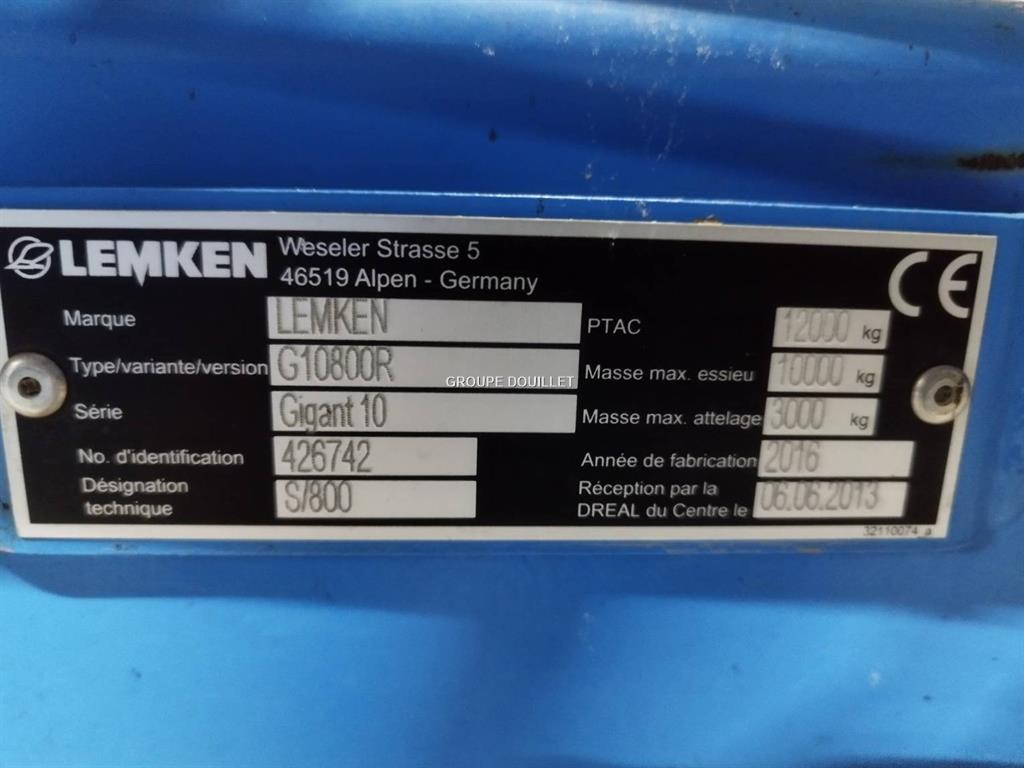 LEMKEN
Weseler Strasse 5
46519 Alpen - Germany
CE
Marque LEMKEN
Type/variante/version G10800R
Série Gigant 10
No. d'identification 426742
Désignation technique S/800
PTAC 12000 kg
Masse max. essieu 10000 kg
Masse max. attelage 3000 kg
Année de fabrication 2016
Réception par la
DREAL du Centre le 06.06.2013
32110074_a
GROUPE DOUILLET